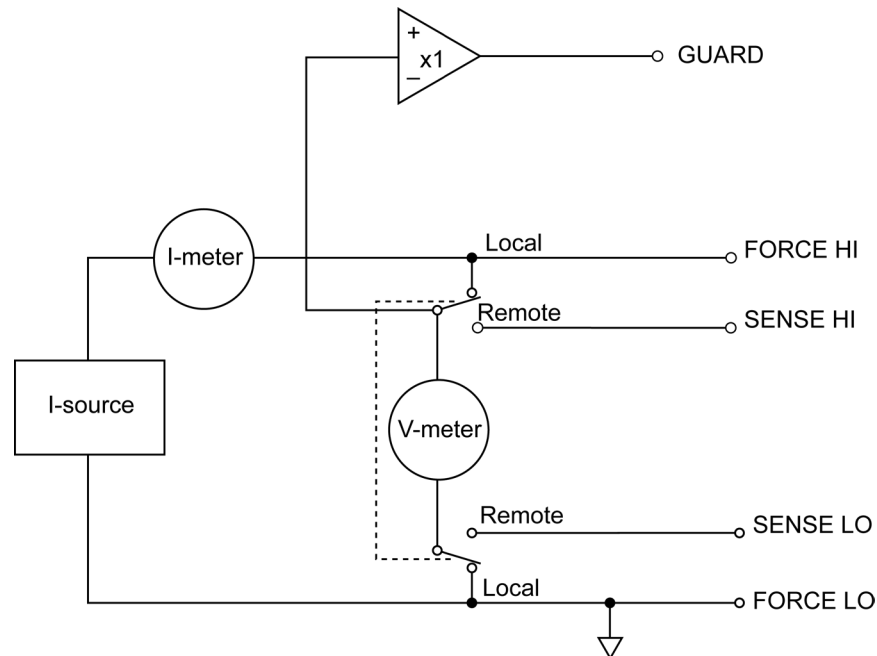 +
x1
–
GUARD
Local
FORCE HI
I-meter
Remote
SENSE HI
I-source
V-meter
Remote
SENSE LO
Local
FORCE LO